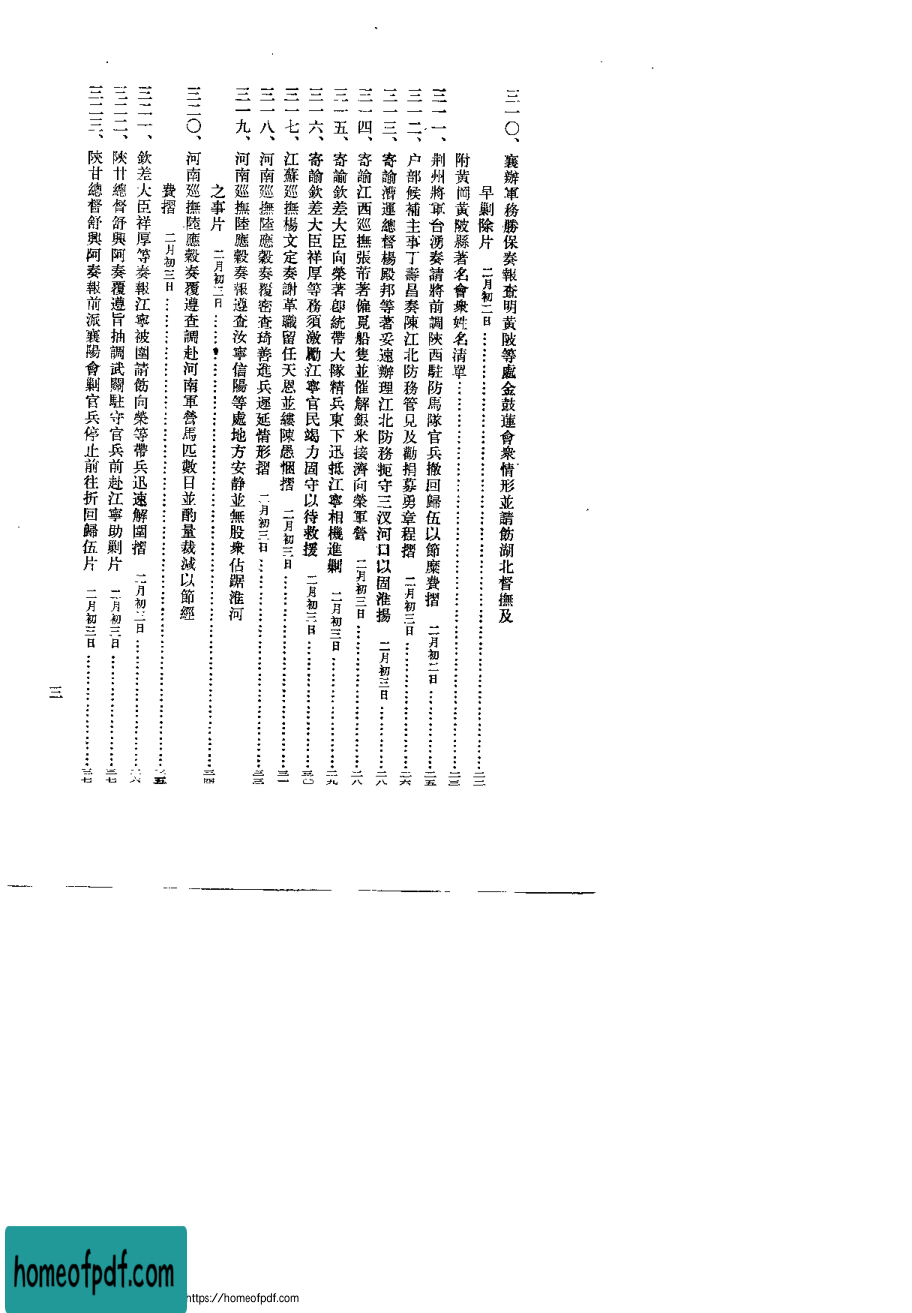 三一〇、襄辦軍務勝保奏報查明黃陂等處金鼓蓮會衆情形並請飭湖北督撫及
早剿除片 二月初二日……二二
附黃岡黃陂縣著名會衆姓名清單……二三
三一一、荆州將軍台湧奏請將前調陝西駐防馬隊官兵撤回歸伍以節糜費摺 二月初二日……二五
三一二、户部候補主事丁壽昌奏陳江北防務管見及勸捐募勇章程摺 二月初三日……二六
三一三、寄諭漕運總督楊殿邦等著妥速辦理江北防務扼守三汊河口以固淮揚 二月初三日……二八
三一四、寄諭江西巡撫張芾著僱覓船隻並催解銀米接濟向榮軍營 二月初三日……二八
三一五、寄諭欽差大臣向榮著卽統帶大隊精兵東下迅抵江寧相機進剿 二月初三日……二九
三一六、寄諭欽差大臣祥厚等務須激勵江寧官民竭力固守以待救援 二月初三日……三〇
三一七、江蘇巡撫楊文定奏謝革職留任天恩並縷陳愚悃摺 二月初三日……三一
三一八、河南巡撫陸應穀奏覆密查琦善進兵遲延情形摺 二月初三日……三三
三一九、河南巡撫陸應穀奏報遵查汝寧信陽等處地方安静並無股衆佔踞淮河
之事片 二月初三日……三四
三二〇、河南巡撫陸應穀奏覆遵查調赴河南軍營馬匹數目並酌量裁減以節經
費摺 二月初三日……三五
三二一、欽差大臣祥厚等奏報江寧被圍請飭向榮等帶兵迅速解圍摺 二月初三日……三六
三二二、陝甘總督舒興阿奏覆遵旨抽調武關駐守官兵前赴江寧助剿片 二月初三日……三七
三二三、陝甘總督舒興阿奏報前派襄陽會剿官兵停止前往折回歸伍片 二月初三日……三七
三
homeofpdf.com
https://homeofpdf.com